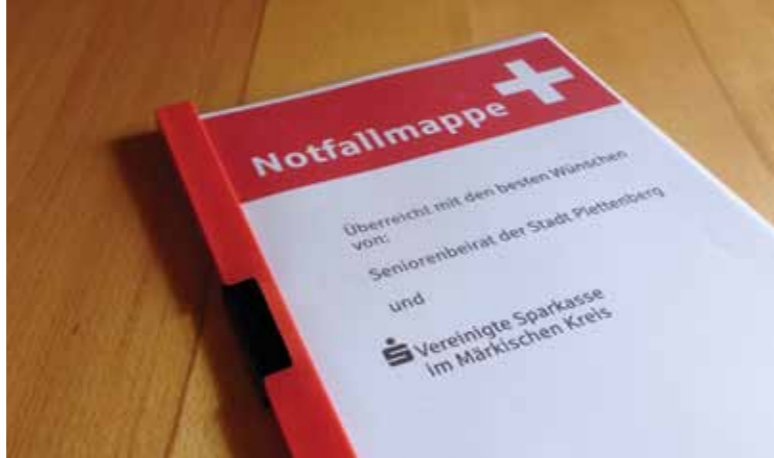 Notfallmappe
Überreicht mit den besten Wünschen
von:
Seniorenbeirat der Stadt Plettenberg
und
Vereinigte Sparkasse
im Märkischen Kreis